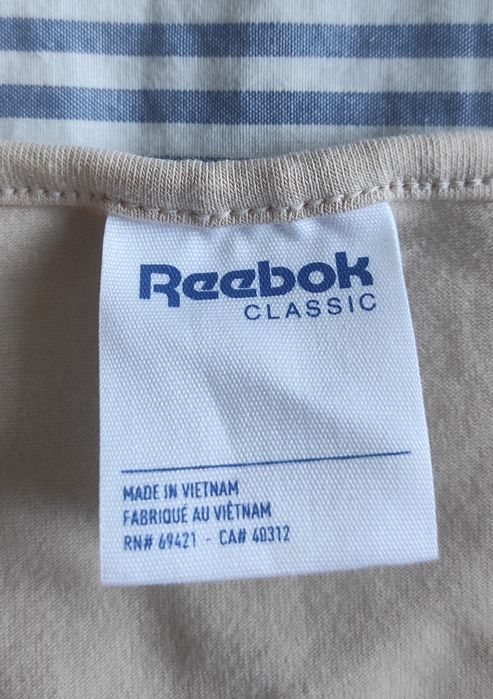 Reebok
CLASSIC
MADE IN VIETNAM
FABRIQUÉ AU VIÊTNAM
RN# 69421 - CA# 40312